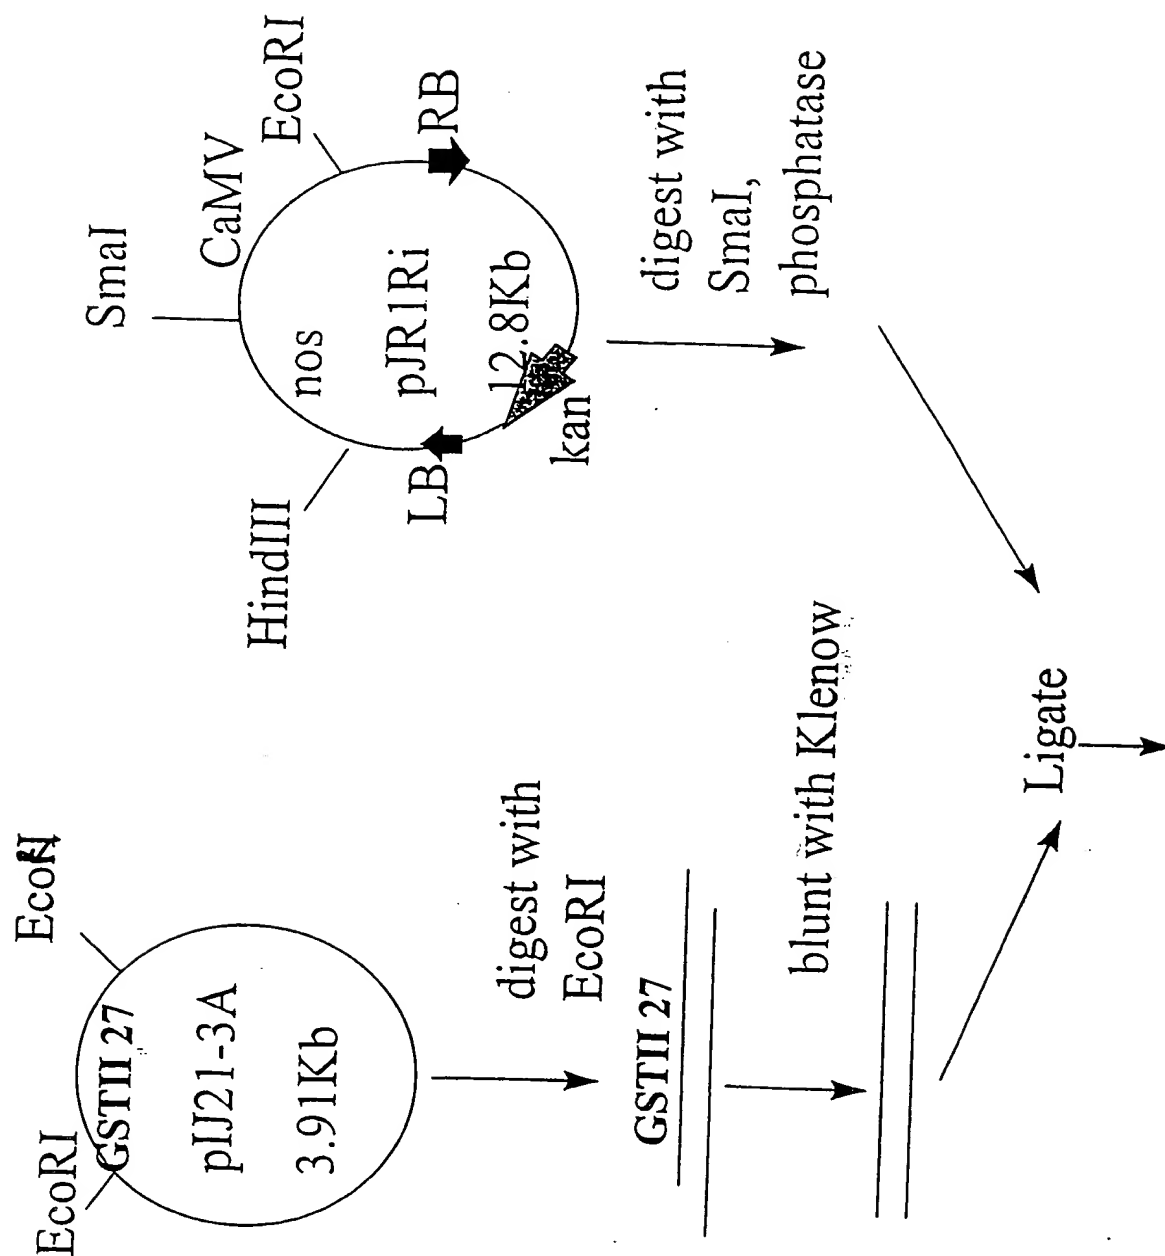 EcoRI
EcoRI
GSTII 27
pIJ21-3A
3.91Kb
digest with
EcoRI
GSTII 27
blunt with Klenow
SmaI
CaMV
EcoRI
HindIII
nos
pJR1Ri
12.8Kb
LB
RB
kan
digest with
SmaI,
phosphatase
Ligate